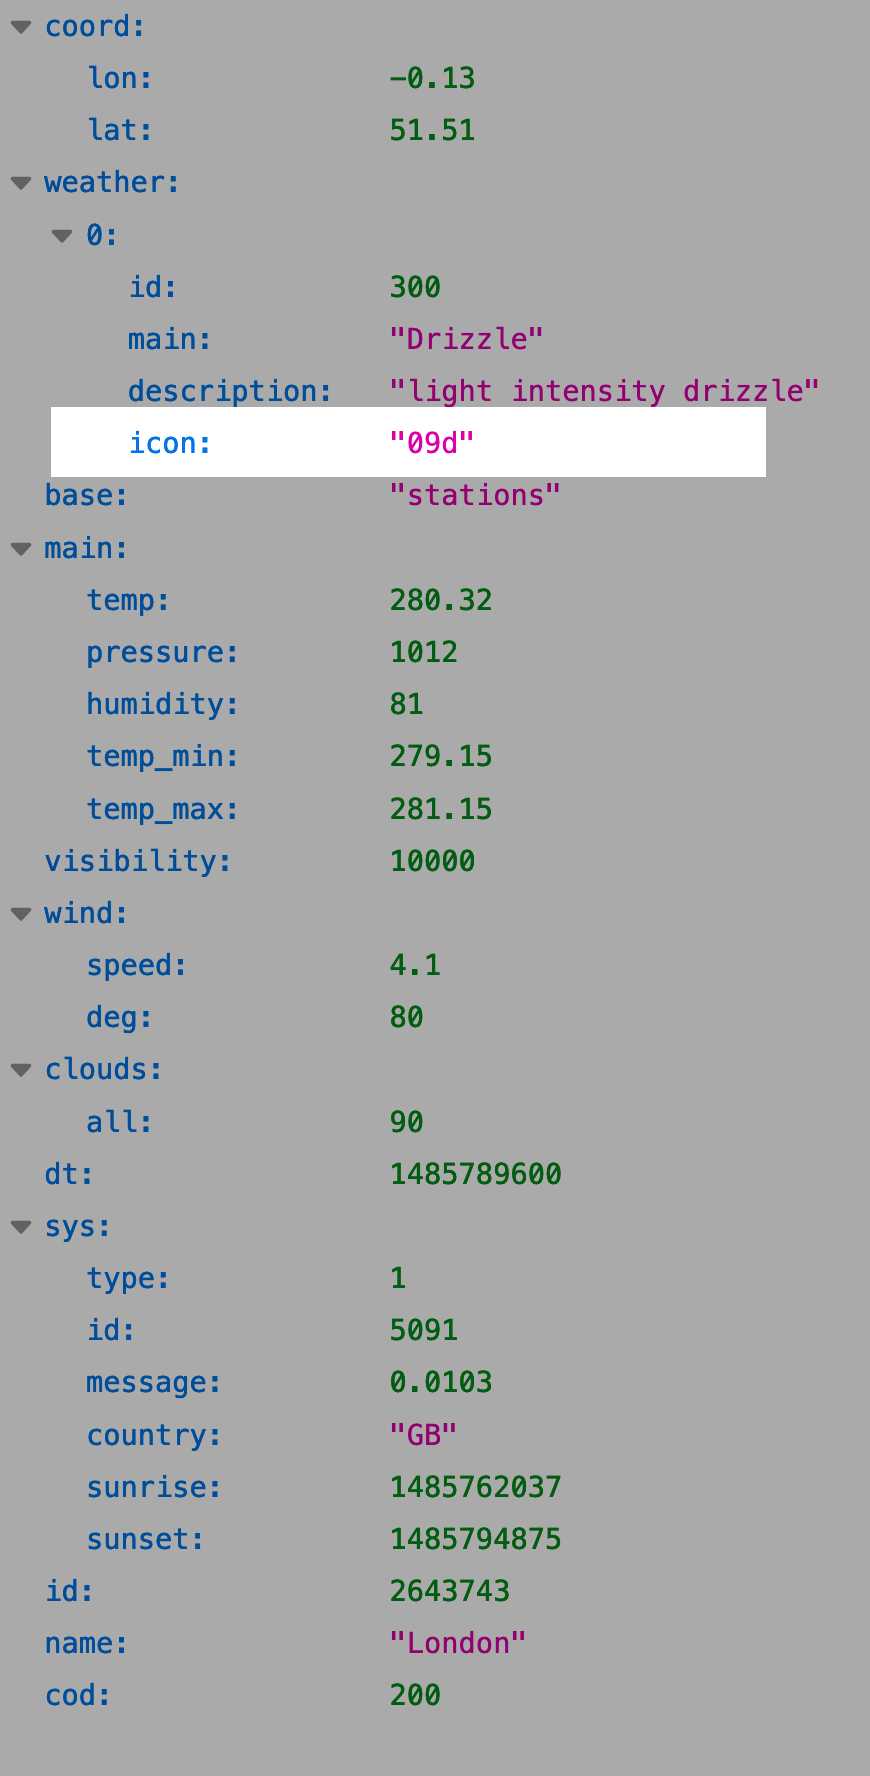 coord:
lon: -0.13
lat: 51.51
weather:
0:
id: 300
main: "Drizzle"
description: "light intensity drizzle"
icon: "09d"
base: "stations"
main:
temp: 280.32
pressure: 1012
humidity: 81
temp_min: 279.15
temp_max: 281.15
visibility: 10000
wind:
speed: 4.1
deg: 80
clouds:
all: 90
dt: 1485789600
sys:
type: 1
id: 5091
message: 0.0103
country: "GB"
sunrise: 1485762037
sunset: 1485794875
id: 2643743
name: "London"
cod: 200